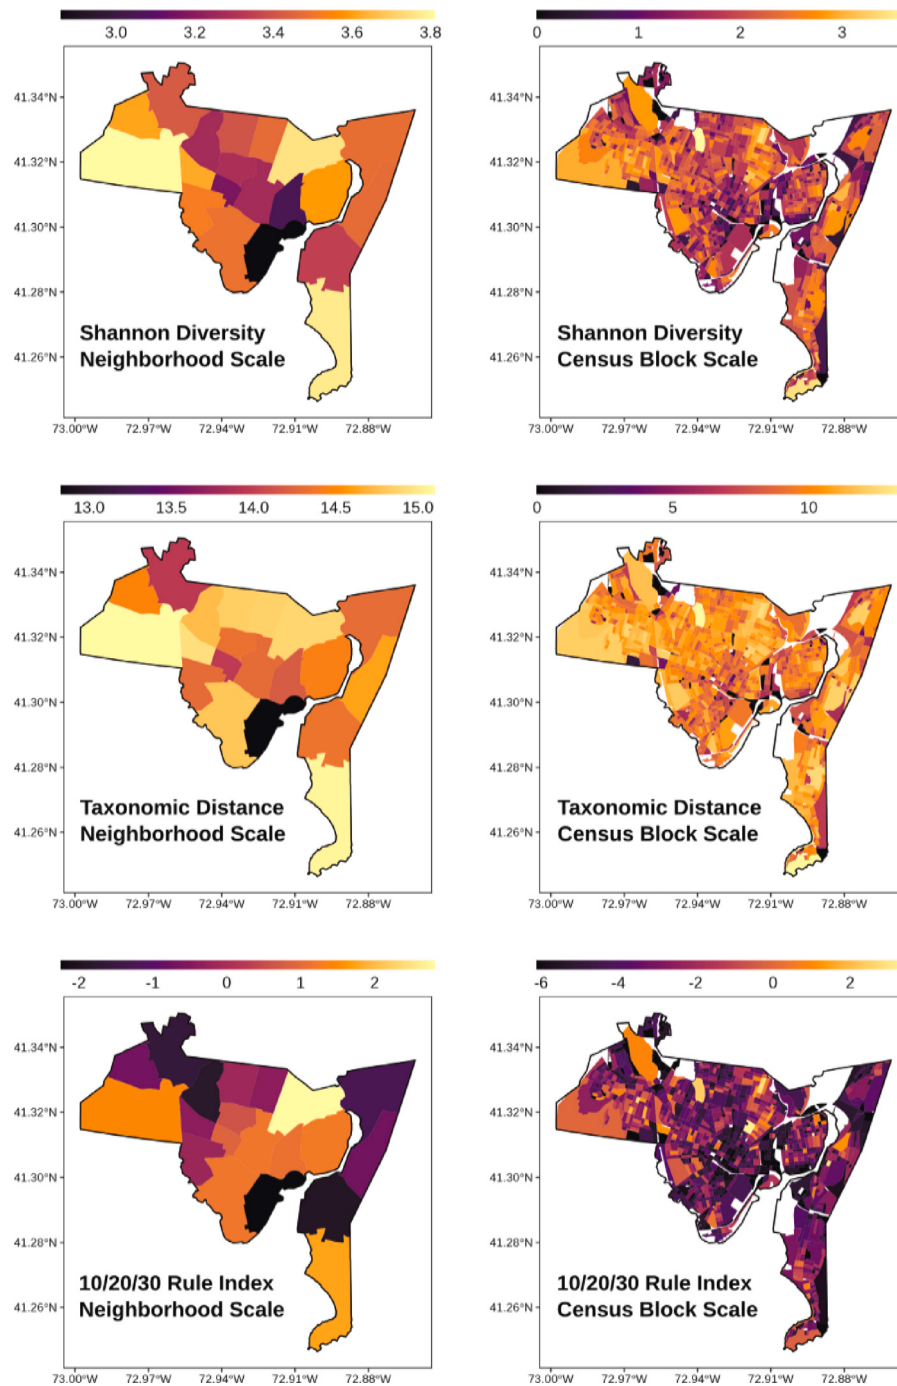 3.0 3.2 3.4 3.6 3.8
41.34°N
41.32°N
41.30°N
41.28°N
41.26°N
Shannon Diversity
Neighborhood Scale
73.00°W 72.97°W 72.94°W 72.91°W 72.88°W
0 1 2 3
41.34°N
41.32°N
41.30°N
41.28°N
41.26°N
Shannon Diversity
Census Block Scale
73.00°W 72.97°W 72.94°W 72.91°W 72.88°W
13.0 13.5 14.0 14.5 15.0
41.34°N
41.32°N
41.30°N
41.28°N
41.26°N
Taxonomic Distance
Neighborhood Scale
73.00°W 72.97°W 72.94°W 72.91°W 72.88°W
0 5 10
41.34°N
41.32°N
41.30°N
41.28°N
41.26°N
Taxonomic Distance
Census Block Scale
73.00°W 72.97°W 72.94°W 72.91°W 72.88°W
-2 -1 0 1 2
41.34°N
41.32°N
41.30°N
41.28°N
41.26°N
10/20/30 Rule Index
Neighborhood Scale
73.00°W 72.97°W 72.94°W 72.91°W 72.88°W
-6 -4 -2 0 2
41.34°N
41.32°N
41.30°N
41.28°N
41.26°N
10/20/30 Rule Index
Census Block Scale
73.00°W 72.97°W 72.94°W 72.91°W 72.88°W